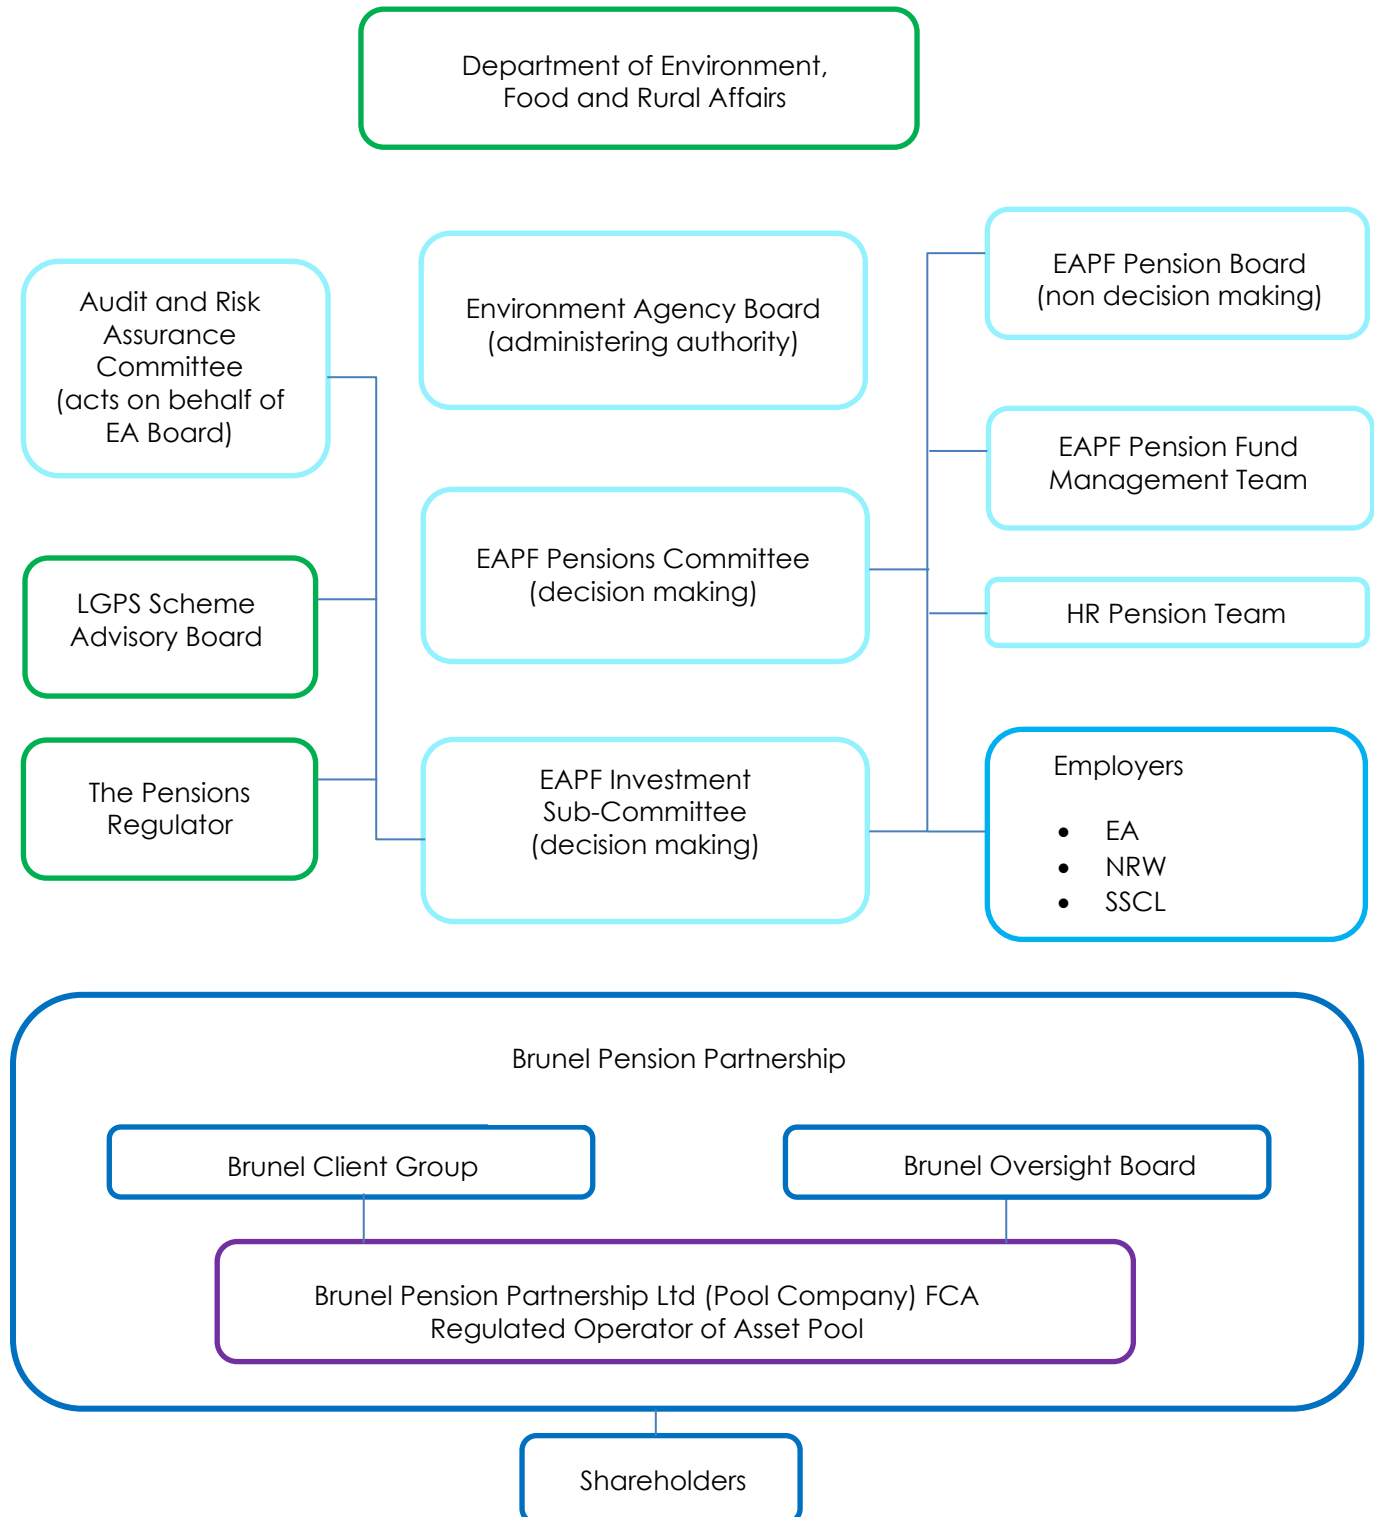 Department of Environment,
Food and Rural Affairs
Audit and Risk
Assurance
Committee
(acts on behalf of
EA Board)
Environment Agency Board
(administering authority)
EAPF Pension Board
(non decision making)
EAPF Pension Fund
Management Team
LGPS Scheme
Advisory Board
EAPF Pensions Committee
(decision making)
HR Pension Team
The Pensions
Regulator
EAPF Investment
Sub-Committee
(decision making)
Employers
• EA
• NRW
• SSCL
Brunel Pension Partnership
Brunel Client Group
Brunel Oversight Board
Brunel Pension Partnership Ltd (Pool Company) FCA
Regulated Operator of Asset Pool
Shareholders